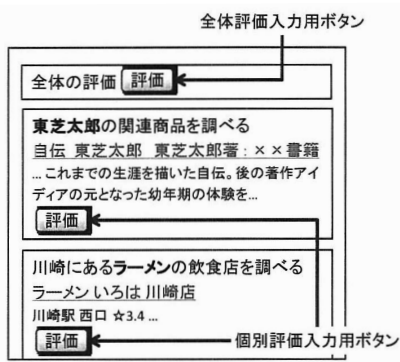 全体評価入力用ボタン
全体の評価 評価
東芝太郎の関連商品を調べる
自伝 東芝太郎 東芝太郎著:××書籍
...これまでの生涯を描いた自伝。後の著作アイ
ディアの元となった幼年期の体験を...
評価
川崎にあるラーメンの飲食店を調べる
ラーメン いろは 川崎店
川崎駅 西口 ☆3.4 ...
評価
個別評価入力用ボタン